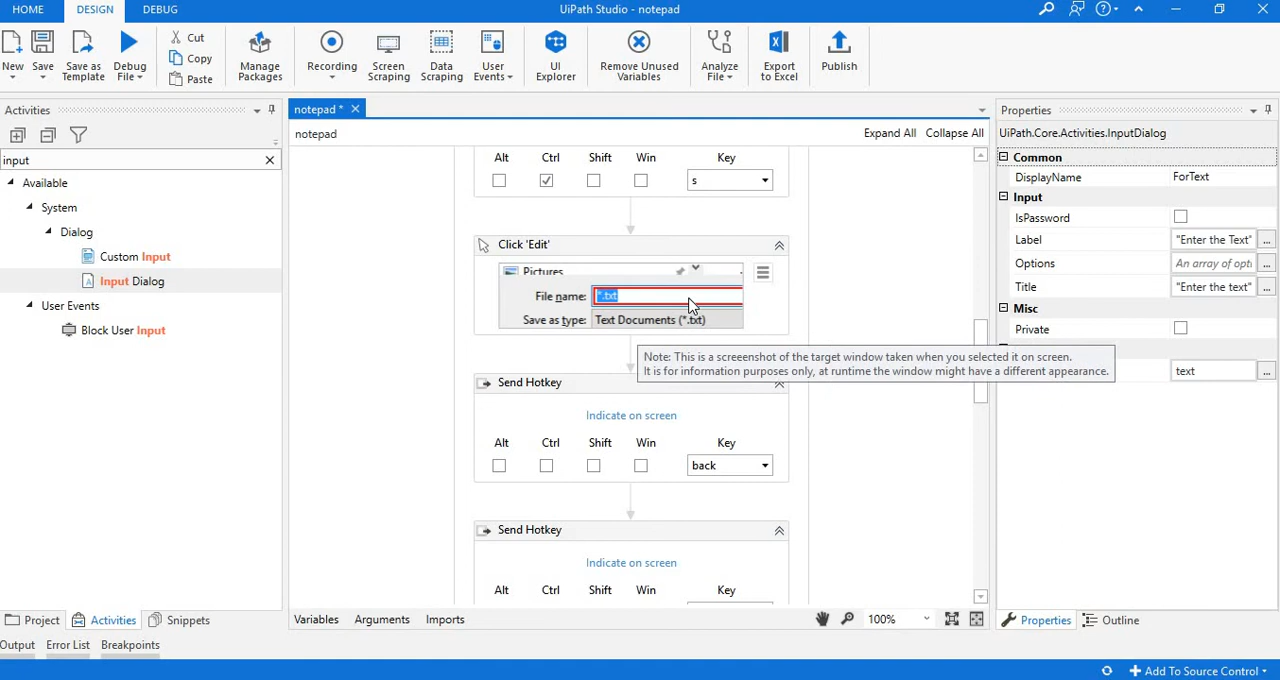 HOME DESIGN DEBUG UiPath Studio - notepad
New Save Save as Template Debug File Cut Copy Paste Manage Packages Recording Screen Scraping Data Scraping User Events UI Explorer Remove Unused Variables Analyze File Export to Excel Publish
Activities
input
Available
System
Dialog
Custom Input
Input Dialog
User Events
Block User Input
notepad *
notepad Expand All Collapse All
Alt Ctrl Shift Win Key
s
Click 'Edit'
Pictures
File name: *.txt
Save as type: Text Documents (*.txt)
Note: This is a screeenshot of the target window taken when you selected it on screen.
It is for information purposes only, at runtime the window might have a different appearance.
Send Hotkey
Indicate on screen
Alt Ctrl Shift Win Key
back
Send Hotkey
Indicate on screen
Alt Ctrl Shift Win Key
Properties
UiPath.Core.Activities.InputDialog
Common
DisplayName ForText
Input
IsPassword
Label "Enter the Text" ...
Options An array of opti ...
Title "Enter the text" ...
Misc
Private
text ...
Project Activities Snippets
Variables Arguments Imports 100%
Properties Outline
Output Error List Breakpoints
Add To Source Control